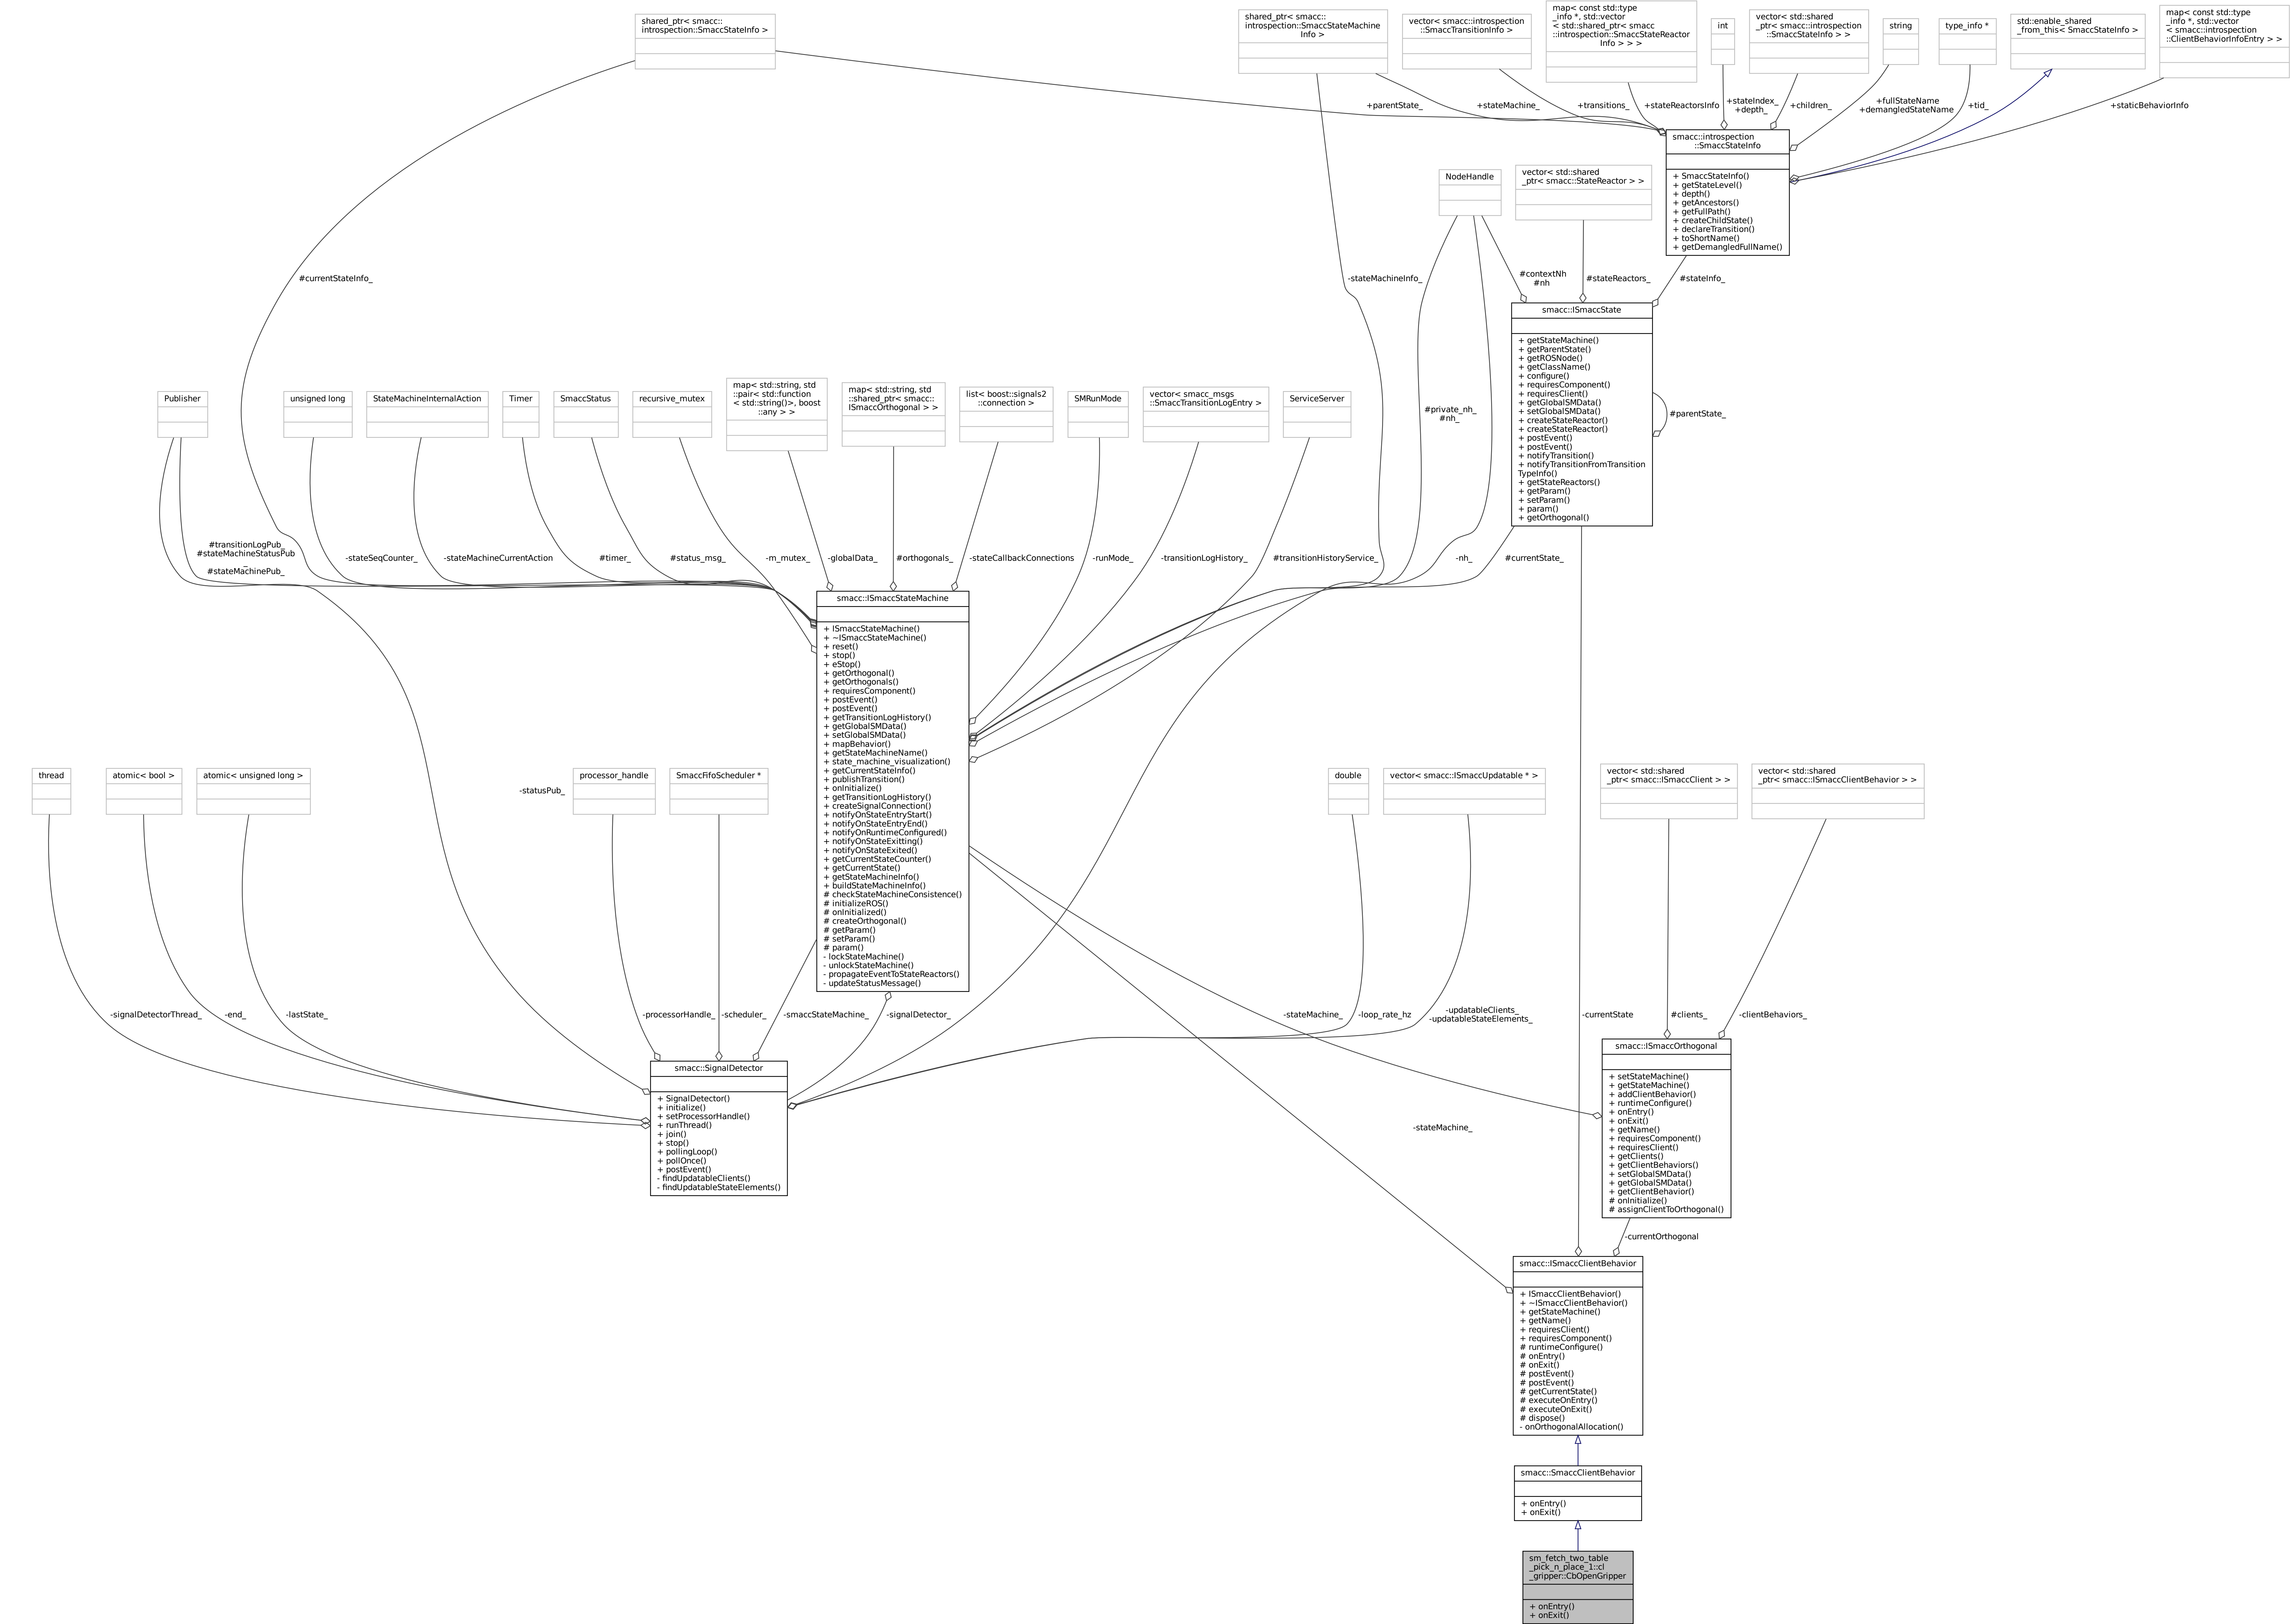 shared_ptr< smacc::
introspection::SmaccStateInfo >
shared_ptr< smacc::
introspection::SmaccStateMachine
Info >
vector< smacc::introspection
::SmaccTransitionInfo >
map< const std::type
_info *, std::vector
< std::shared_ptr< smacc
::introspection::SmaccStateReactor
Info > > >
int
vector< std::shared
_ptr< smacc::introspection
::SmaccStateInfo > >
string
type_info *
std::enable_shared
_from_this< SmaccStateInfo >
map< const std::type
_info *, std::vector
< smacc::introspection
::ClientBehaviorInfoEntry > >
+parentState_
+stateMachine_
+transitions_
+stateReactorsInfo
+stateIndex_
+depth_
+children_
+fullStateName
+demangledStateName
+tid_
+staticBehaviorInfo
smacc::introspection
::SmaccStateInfo
+ SmaccStateInfo()
+ getStateLevel()
+ depth()
+ getAncestors()
+ getFullPath()
+ createChildState()
+ declareTransition()
+ toShortName()
+ getDemangledFullName()
NodeHandle
vector< std::shared
_ptr< smacc::StateReactor > >
#currentStateInfo_
-stateMachineInfo_
#contextNh
#nh
#stateReactors_
#stateInfo_
smacc::ISmaccState
+ getStateMachine()
+ getParentState()
+ getROSNode()
+ getClassName()
+ configure()
+ requiresComponent()
+ requiresClient()
+ getGlobalSMData()
+ setGlobalSMData()
+ createStateReactor()
+ createStateReactor()
+ postEvent()
+ postEvent()
+ notifyTransition()
+ notifyTransitionFromTransition
TypeInfo()
+ getStateReactors()
+ getParam()
+ setParam()
+ param()
+ getOrthogonal()
#parentState_
#private_nh_
#nh_
Publisher
unsigned long
StateMachineInternalAction
Timer
SmaccStatus
recursive_mutex
map< std::string, std
::pair< std::function
< std::string()>, boost
::any > >
map< std::string, std
::shared_ptr< smacc::
ISmaccOrthogonal > >
list< boost::signals2
::connection >
SMRunMode
vector< smacc_msgs
::SmaccTransitionLogEntry >
ServiceServer
#transitionLogPub_
#stateMachineStatusPub
_
#stateMachinePub_
-stateSeqCounter_
-stateMachineCurrentAction
#timer_
#status_msg_
-m_mutex_
-globalData_
#orthogonals_
-stateCallbackConnections
-runMode_
-transitionLogHistory_
#transitionHistoryService_
-nh_
#currentState_
smacc::ISmaccStateMachine
+ ISmaccStateMachine()
+ ~ISmaccStateMachine()
+ reset()
+ stop()
+ eStop()
+ getOrthogonal()
+ getOrthogonals()
+ requiresComponent()
+ postEvent()
+ postEvent()
+ getTransitionLogHistory()
+ getGlobalSMData()
+ setGlobalSMData()
+ mapBehavior()
+ getStateMachineName()
+ state_machine_visualization()
+ getCurrentStateInfo()
+ publishTransition()
+ onInitialize()
+ getTransitionLogHistory()
+ createSignalConnection()
+ notifyOnStateEntryStart()
+ notifyOnStateEntryEnd()
+ notifyOnRuntimeConfigured()
+ notifyOnStateExitting()
+ notifyOnStateExited()
+ getCurrentStateCounter()
+ getCurrentState()
+ getStateMachineInfo()
+ buildStateMachineInfo()
# checkStateMachineConsistence()
# initializeROS()
# onInitialized()
# createOrthogonal()
# getParam()
# setParam()
# param()
- lockStateMachine()
- unlockStateMachine()
- propagateEventToStateReactors()
- updateStatusMessage()
thread
atomic< bool >
atomic< unsigned long >
-statusPub_
processor_handle
SmaccFifoScheduler *
double
vector< smacc::ISmaccUpdatable * >
vector< std::shared
_ptr< smacc::ISmaccClient > >
vector< std::shared
_ptr< smacc::ISmaccClientBehavior > >
-signalDetectorThread_
-end_
-lastState_
-processorHandle_
-scheduler_
-smaccStateMachine_
-signalDetector_
-stateMachine_
-loop_rate_hz
-updatableClients_
-updatableStateElements_
-currentState
#clients_
-clientBehaviors_
smacc::SignalDetector
+ SignalDetector()
+ initialize()
+ setProcessorHandle()
+ runThread()
+ join()
+ stop()
+ pollingLoop()
+ pollOnce()
+ postEvent()
- findUpdatableClients()
- findUpdatableStateElements()
smacc::ISmaccOrthogonal
+ setStateMachine()
+ getStateMachine()
+ addClientBehavior()
+ runtimeConfigure()
+ onEntry()
+ onExit()
+ getName()
+ requiresComponent()
+ requiresClient()
+ getClients()
+ getClientBehaviors()
+ setGlobalSMData()
+ getGlobalSMData()
+ getClientBehavior()
# onInitialize()
# assignClientToOrthogonal()
-stateMachine_
-currentOrthogonal
smacc::ISmaccClientBehavior
+ ISmaccClientBehavior()
+ ~ISmaccClientBehavior()
+ getStateMachine()
+ getName()
+ requiresClient()
+ requiresComponent()
# runtimeConfigure()
# onEntry()
# onExit()
# postEvent()
# postEvent()
# getCurrentState()
# executeOnEntry()
# executeOnExit()
# dispose()
- onOrthogonalAllocation()
smacc::SmaccClientBehavior
+ onEntry()
+ onExit()
sm_fetch_two_table
_pick_n_place_1::cl
_gripper::CbOpenGripper
+ onEntry()
+ onExit()